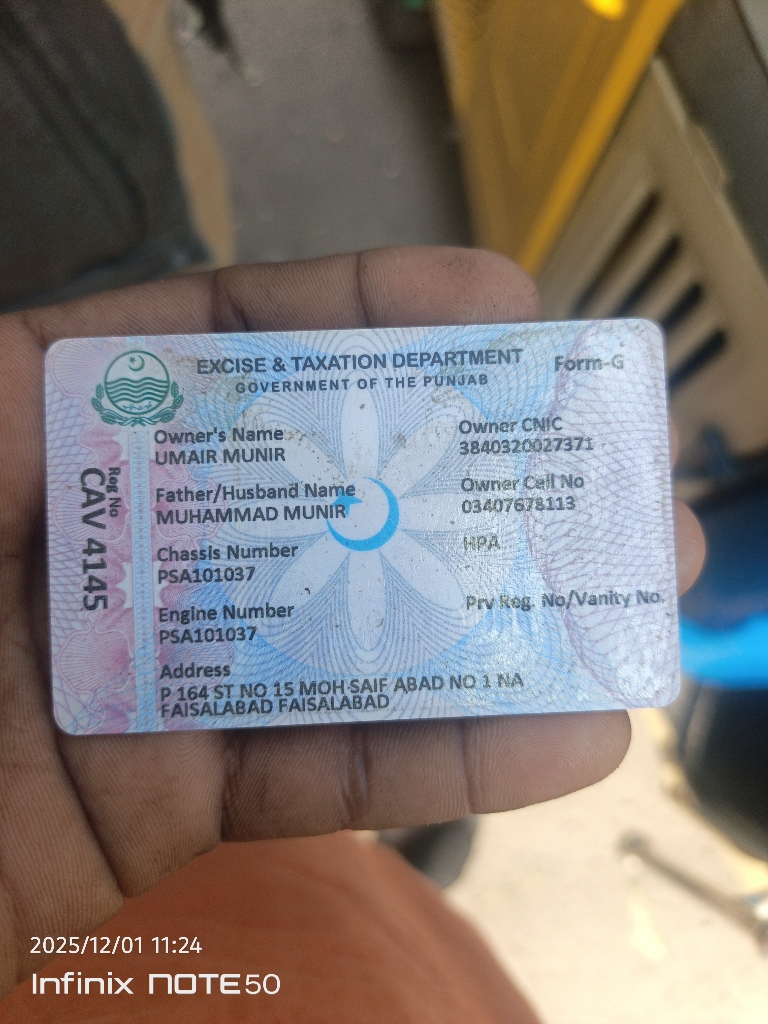 EXCISE & TAXATION DEPARTMENT
Form-G
GOVERNMENT OF THE PUNJAB
Reg No
CAV 4145
Owner's Name
UMAIR MUNIR
Owner CNIC
3840320027371
Father/Husband Name
MUHAMMAD MUNIR
Owner Cell No
03407678113
Chassis Number
PSA101037
HPA
Engine Number
PSA101037
Prv Reg. No/Vanity No.
Address
P 164 ST NO 15 MOH SAIF ABAD NO 1 NA
FAISALABAD FAISALABAD
2025/12/01 11:24
Infinix NOTE50